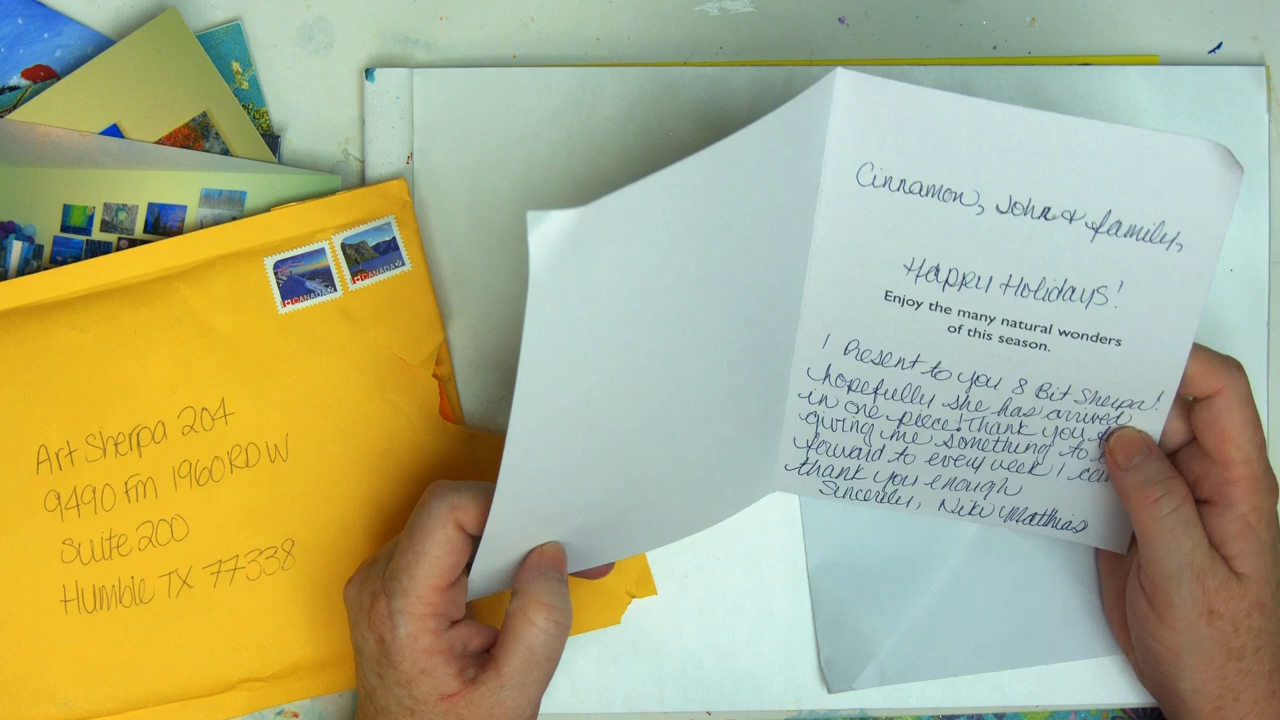 CANADA
CANADA
Art Sherpa 204
9490 Fm 1960 RD W
Suite 200
Humble TX 77338
Cinnamon, John & family,
Happy Holidays!
Enjoy the many natural wonders
of this season.
I Present to you 8 Bit Sherpa!
hopefully she has arrived
in one piece! thank you
giving me something to
forward to every week I
thank you enough
Sincerely, Niki Matthias